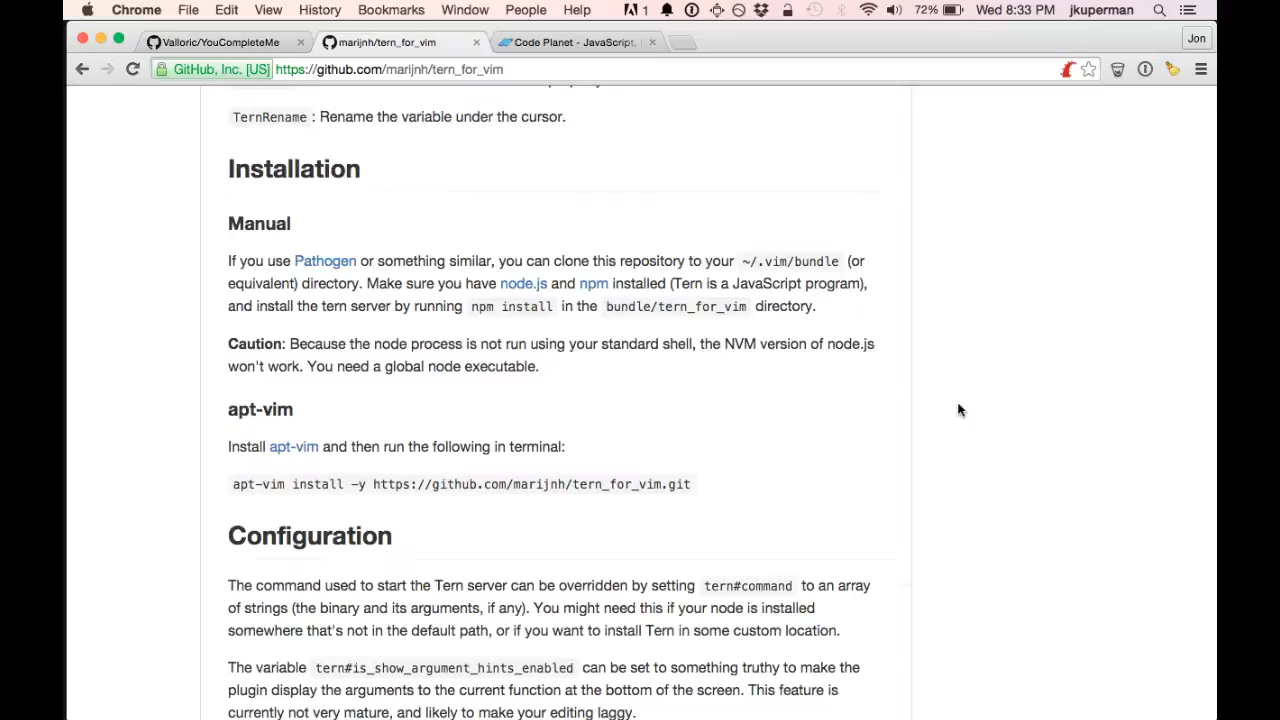 Chrome File Edit View History Bookmarks Window People Help 1 72% Wed 8:33 PM jkuperman
Valloric/YouCompleteMe marijnh/tern_for_vim Code Planet - JavaScript, Jon
GitHub, Inc. [US] https://github.com/marijnh/tern_for_vim
TernRename : Rename the variable under the cursor.
Installation
Manual
If you use Pathogen or something similar, you can clone this repository to your ~/.vim/bundle (or
equivalent) directory. Make sure you have node.js and npm installed (Tern is a JavaScript program),
and install the tern server by running npm install in the bundle/tern_for_vim directory.
Caution: Because the node process is not run using your standard shell, the NVM version of node.js
won't work. You need a global node executable.
apt-vim
Install apt-vim and then run the following in terminal:
apt-vim install -y https://github.com/marijnh/tern_for_vim.git
Configuration
The command used to start the Tern server can be overridden by setting tern#command to an array
of strings (the binary and its arguments, if any). You might need this if your node is installed
somewhere that's not in the default path, or if you want to install Tern in some custom location.
The variable tern#is_show_argument_hints_enabled can be set to something truthy to make the
plugin display the arguments to the current function at the bottom of the screen. This feature is
currently not very mature, and likely to make your editing laggy.